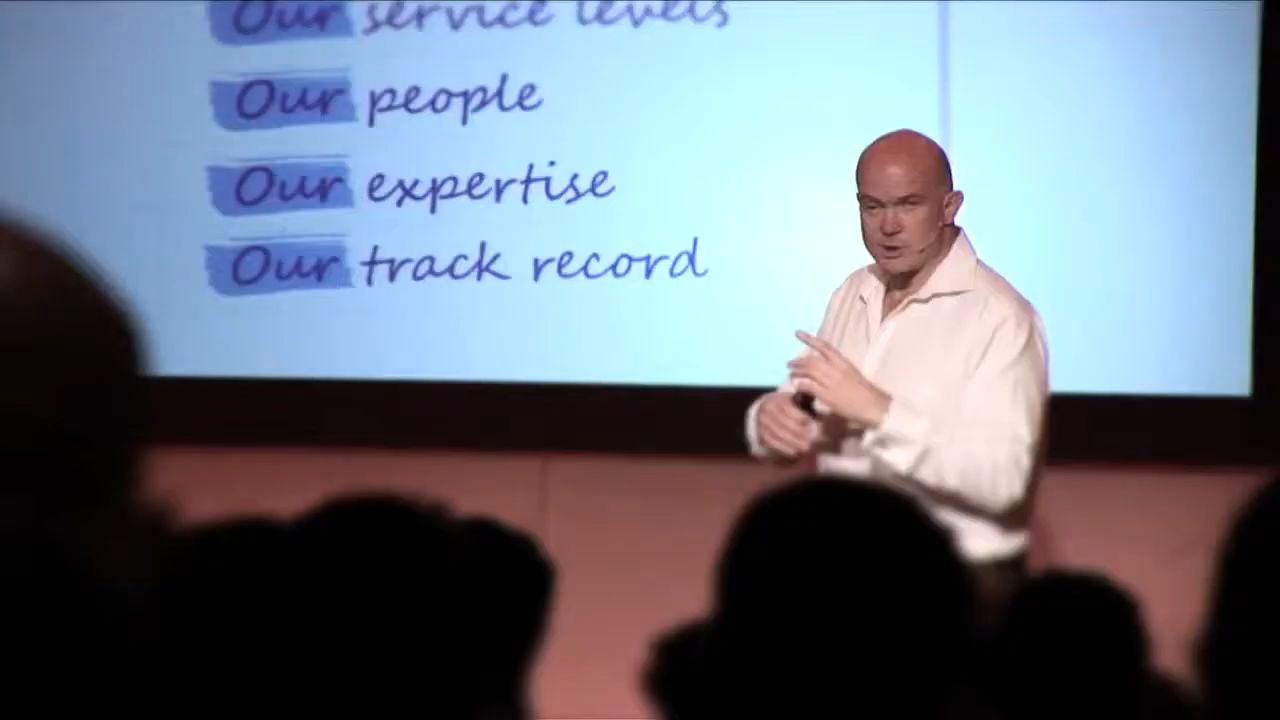 Our service levels
Our people
Our expertise
Our track record